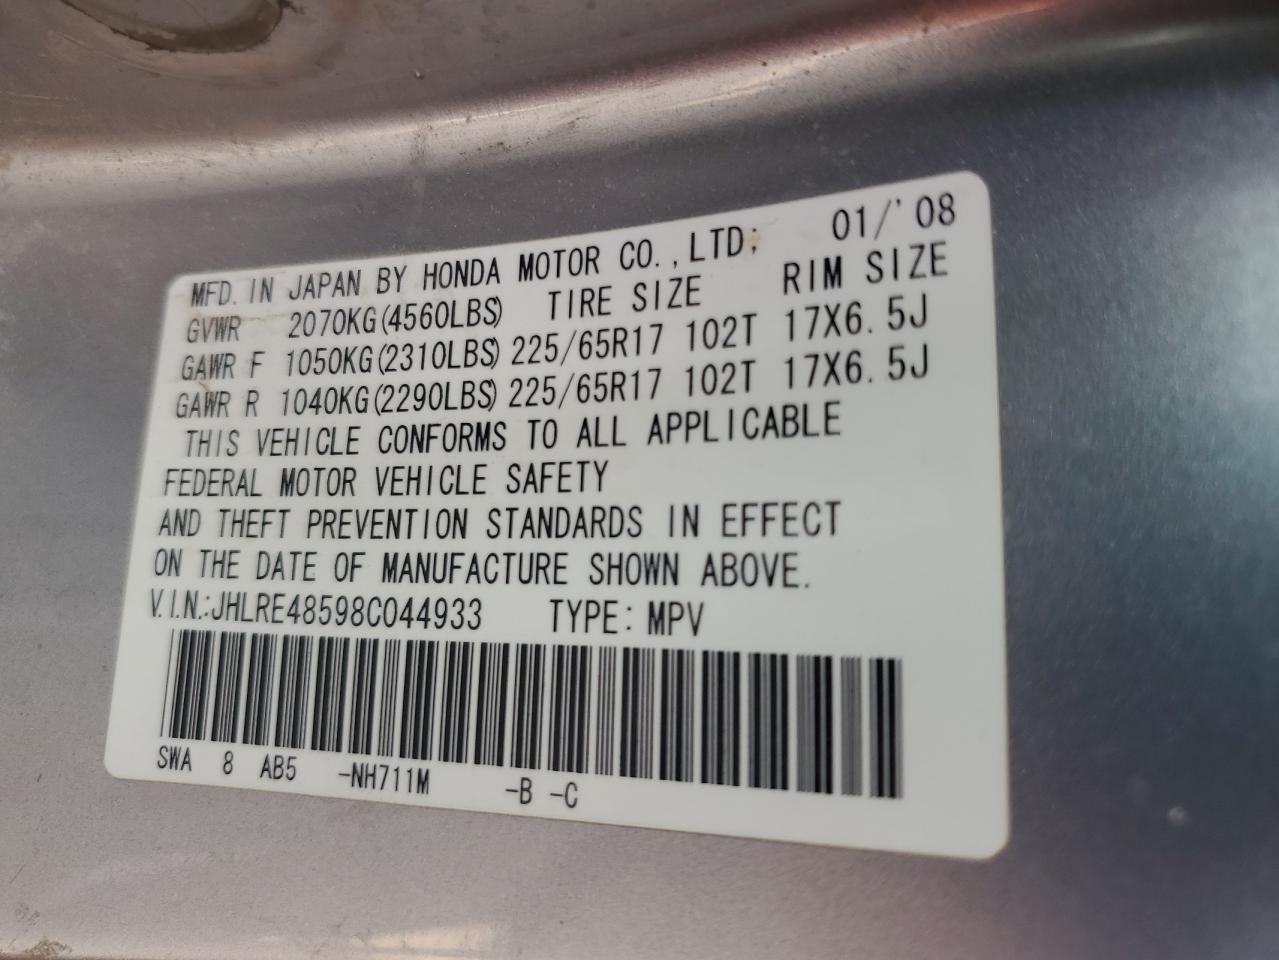 MFD. IN JAPAN BY HONDA MOTOR CO., LTD. 01/'08
GVWR 2070KG(4560LBS) TIRE SIZE RIM SIZE
GAWR F 1050KG(2310LBS) 225/65R17 102T 17X6.5J
GAWR R 1040KG(2290LBS) 225/65R17 102T 17X6.5J
THIS VEHICLE CONFORMS TO ALL APPLICABLE
FEDERAL MOTOR VEHICLE SAFETY
AND THEFT PREVENTION STANDARDS IN EFFECT
ON THE DATE OF MANUFACTURE SHOWN ABOVE.
V.I.N.:JHLRE48598C044933 TYPE: MPV
SWA 8 AB5 -NH711M -B -C